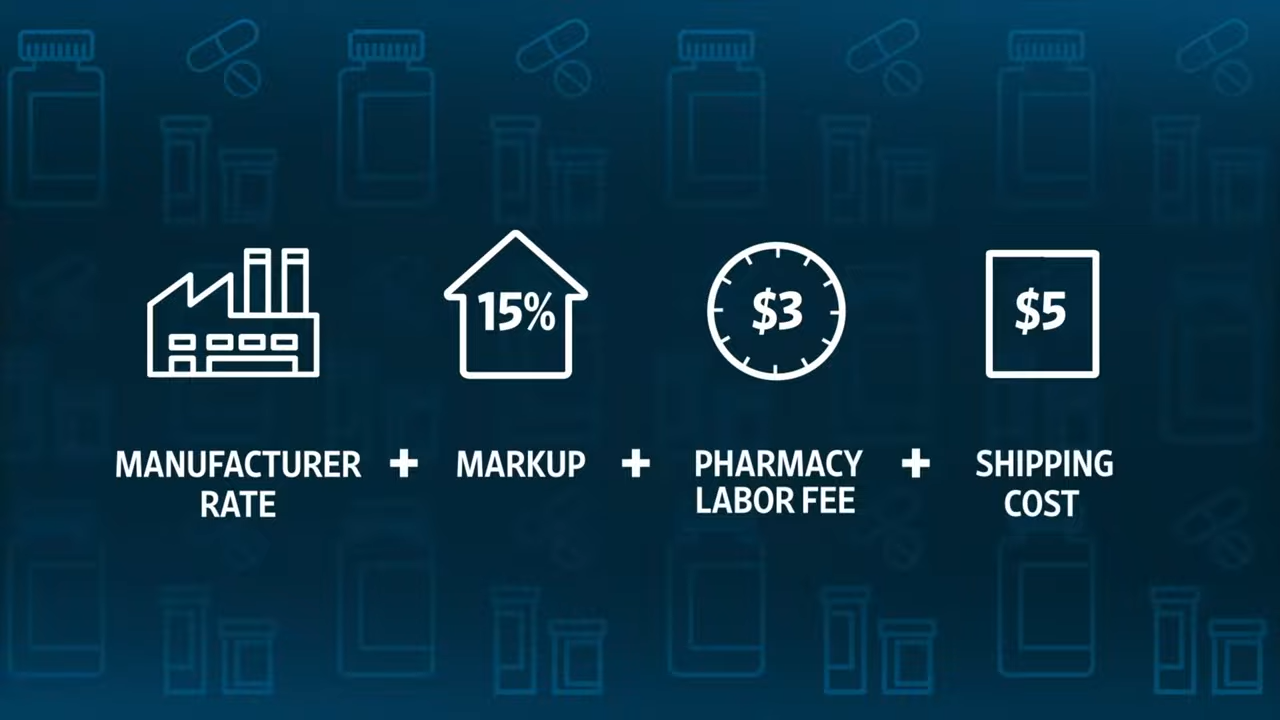 15%
$3
$5
MANUFACTURER
RATE
+
MARKUP
+
PHARMACY
LABOR FEE
+
SHIPPING
COST